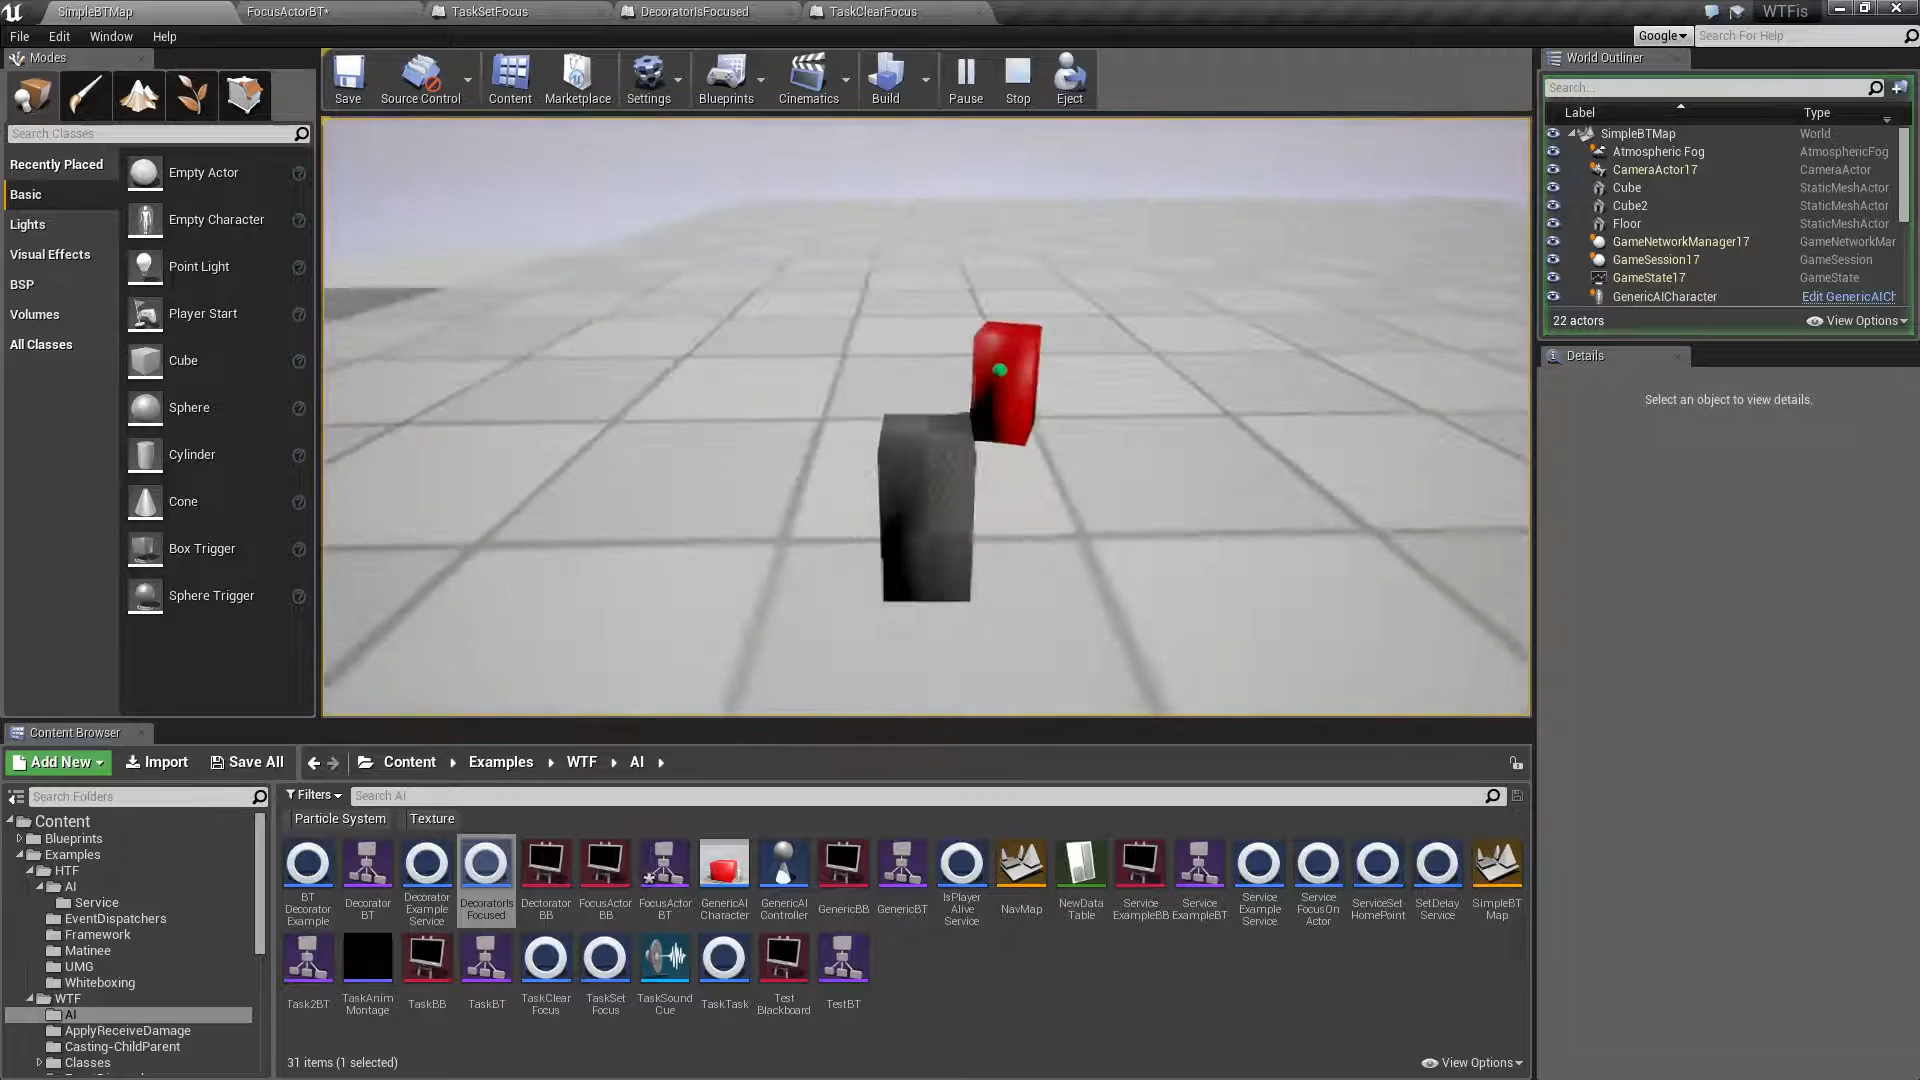 SimpleBTMap
FocusActorBT*
TaskSetFocus
DecoratorIsFocused
TaskClearFocus
WTFis
File Edit Window Help
Google
Search For Help
Modes
Save
Source Control
Content
Marketplace
Settings
Blueprints
Cinematics
Build
Pause
Stop
Eject
Search Classes
Recently Placed
Basic
Lights
Visual Effects
BSP
Volumes
All Classes
Empty Actor
Empty Character
Point Light
Player Start
Cube
Sphere
Cylinder
Cone
Box Trigger
Sphere Trigger
World Outliner
Search...
Label Type
SimpleBTMap World
Atmospheric Fog AtmosphericFog
CameraActor17 CameraActor
Cube StaticMeshActor
Cube2 StaticMeshActor
Floor StaticMeshActor
GameNetworkManager17 GameNetworkMar
GameSession17 GameSession
GameState17 GameState
GenericAICharacter Edit GenericAICh
22 actors View Options
Details
Select an object to view details.
Content Browser
Add New Import Save All Content Examples WTF AI
Search Folders
Content
Blueprints
Examples
HTF
AI
Service
EventDispatchers
Framework
Matinee
UMG
Whiteboxing
WTF
AI
ApplyReceiveDamage
Casting-ChildParent
Classes
Filters
Search AI
Particle System Texture
BT Decorator Example
Decorator BT
Decorator Example Service
DecoratorIs Focused
Dectorator BB
FocusActor BB
FocusActor BT
GenericAI Character
GenericAI Controller
GenericBB
GenericBT
IsPlayer Alive Service
NavMap
NewData Table
Service ExampleBB
Service ExampleBT
Service Example Service
Service FocusOn Actor
ServiceSet HomePoint
SetDelay Service
SimpleBT Map
Task2BT
TaskAnim Montage
TaskBB
TaskBT
TaskClear Focus
TaskSet Focus
TaskSound Cue
TaskTask
Test Blackboard
TestBT
31 items (1 selected)
View Options